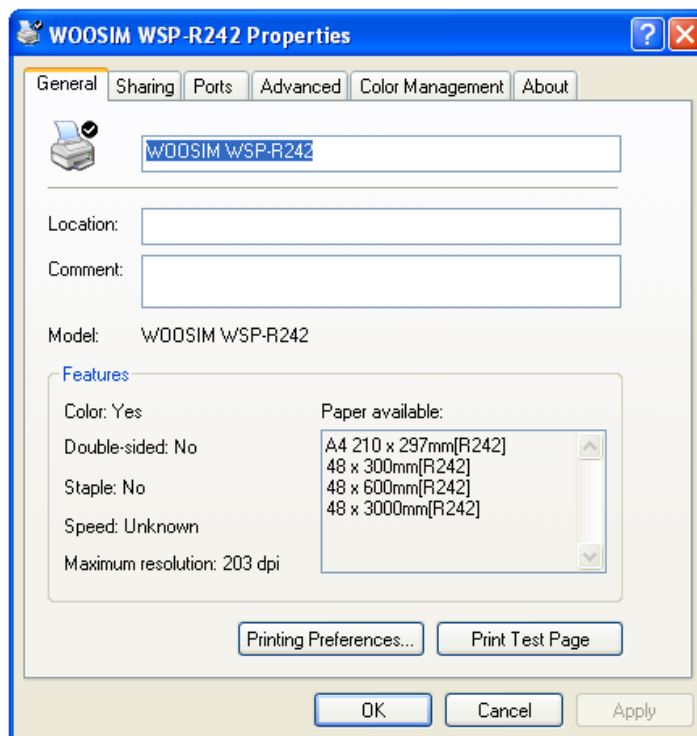 WOOSIM WSP-R242 Properties
General Sharing Ports Advanced Color Management About
WOOSIM WSP-R242
Location:
Comment:
Model: WOOSIM WSP-R242
Features
Color: Yes
Paper available:
Double-sided: No
Staple: No
Speed: Unknown
Maximum resolution: 203 dpi
A4 210 x 297mm[R242]
48 x 300mm[R242]
48 x 600mm[R242]
48 x 3000mm[R242]
Printing Preferences... Print Test Page
OK Cancel Apply